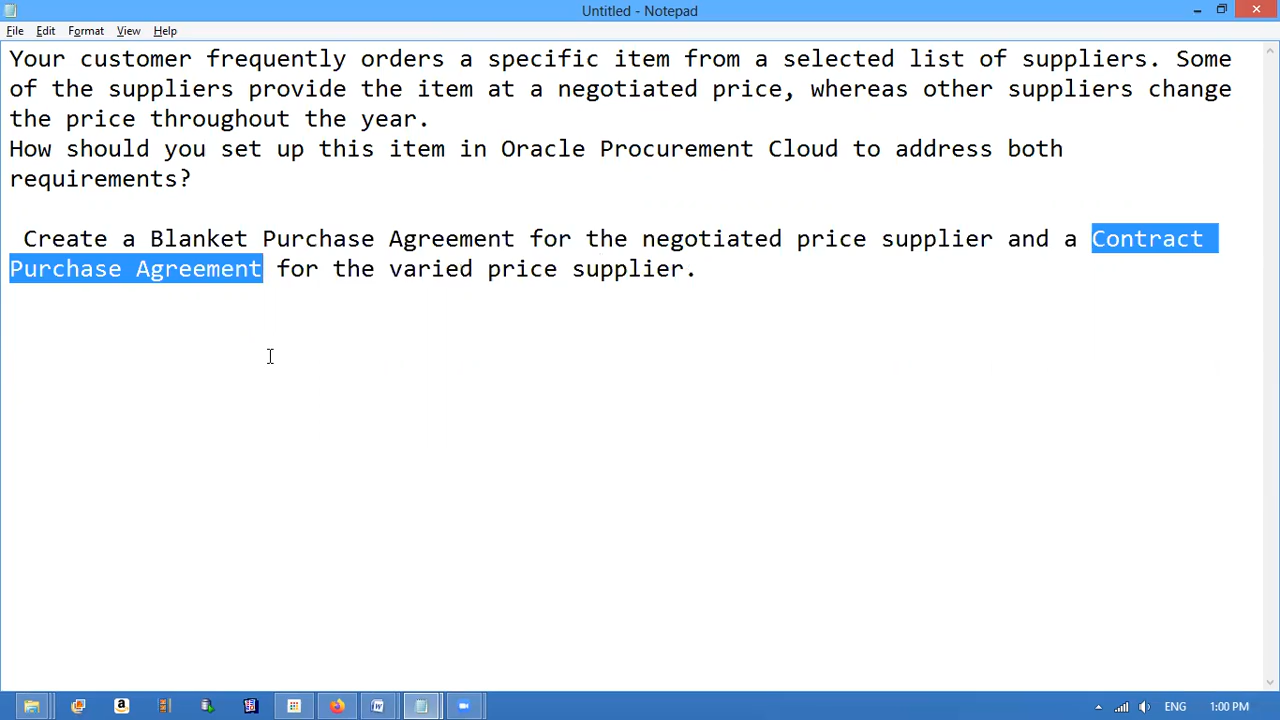 Untitled - Notepad
File Edit Format View Help
Your customer frequently orders a specific item from a selected list of suppliers. Some
of the suppliers provide the item at a negotiated price, whereas other suppliers change
the price throughout the year.
How should you set up this item in Oracle Procurement Cloud to address both
requirements?
Create a Blanket Purchase Agreement for the negotiated price supplier and a Contract
Purchase Agreement for the varied price supplier.
ENG 1:00 PM